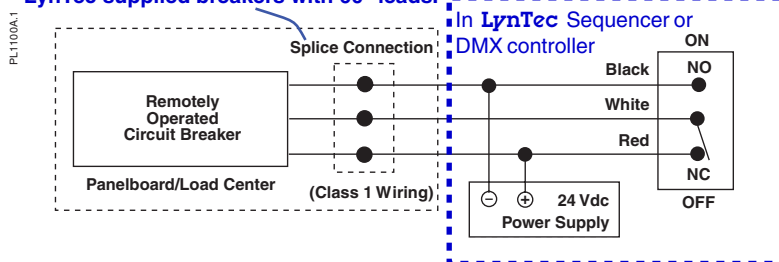 LynTec supplied breakers with 60" leads.
PL1100A.1
In LynTec Sequencer or
DMX controller
Splice Connection
ON
Black
NO
White
Remotely
Operated
Circuit Breaker
Red
NC
Panelboard/Load Center
(Class 1 Wiring)
− + 24 Vdc
Power Supply
OFF